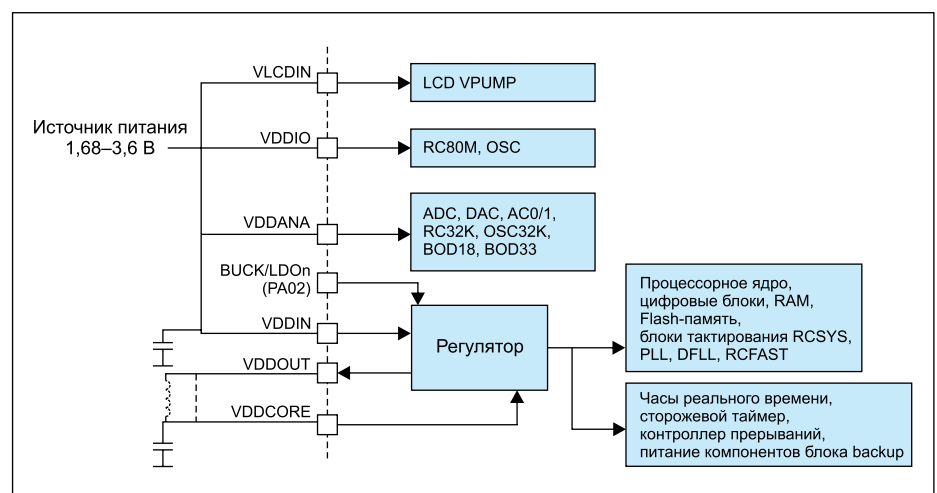 VLCDIN
LCD VPUMP
Источник питания
1,68–3,6 В
VDDIO
RC80M, OSC
VDDANA
ADC, DAC, AC0/1,
RC32K, OSC32K,
BOD18, BOD33
BUCK/LDOn
(PA02)
VDDIN
VDDOUT
VDDCORE
Регулятор
Процессорное ядро,
цифровые блоки, RAM,
Flash-память,
блоки тактирования RCSYS,
PLL, DFLL, RCFAST
Часы реального времени,
сторожевой таймер,
контроллер прерываний,
питание компонентов блока backup